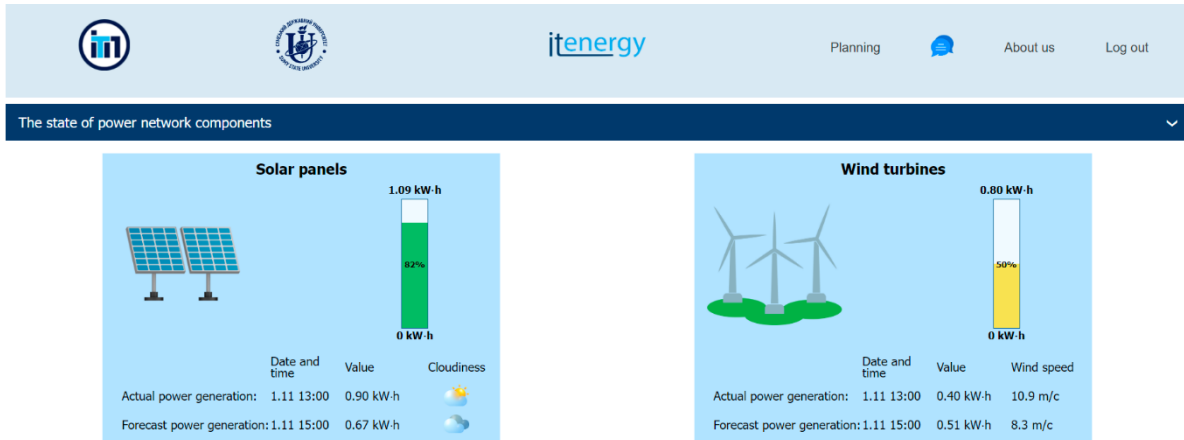 itenergy
Planning
About us
Log out
The state of power network components
Solar panels
1.09 kW·h
82%
0 kW·h
Date and time Value Cloudiness
Actual power generation: 1.11 13:00 0.90 kW·h
Forecast power generation: 1.11 15:00 0.67 kW·h
Wind turbines
0.80 kW·h
50%
0 kW·h
Date and time Value Wind speed
Actual power generation: 1.11 13:00 0.40 kW·h 10.9 m/c
Forecast power generation: 1.11 15:00 0.51 kW·h 8.3 m/c